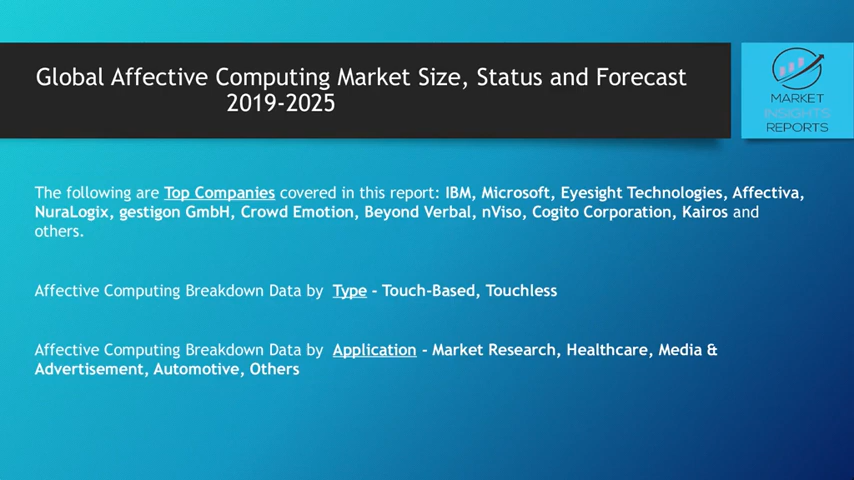 Global Affective Computing Market Size, Status and Forecast
2019-2025
MARKET
INSIGHTS
REPORTS
The following are Top Companies covered in this report: IBM, Microsoft, Eyesight Technologies, Affectiva,
NuraLogix, gestigon GmbH, Crowd Emotion, Beyond Verbal, nViso, Cogito Corporation, Kairos and
others.
Affective Computing Breakdown Data by Type - Touch-Based, Touchless
Affective Computing Breakdown Data by Application - Market Research, Healthcare, Media &
Advertisement, Automotive, Others